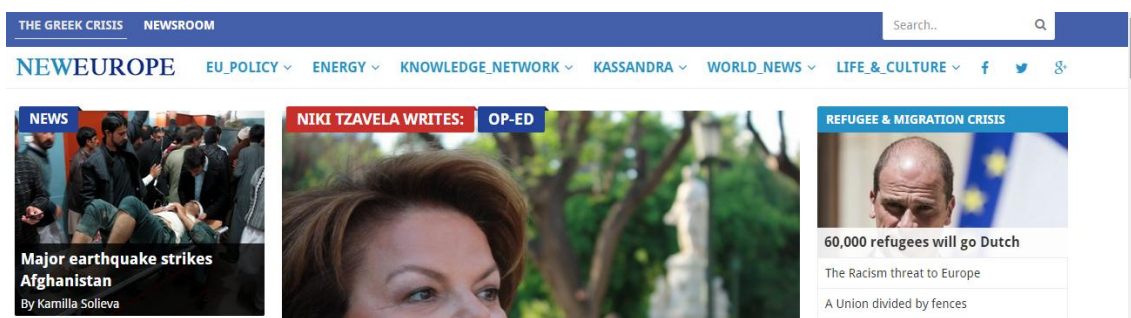 THE GREEK CRISIS NEWSROOM
Search..
NEWEUROPE EU_POLICY ENERGY KNOWLEDGE_NETWORK KASSANDRA WORLD_NEWS LIFE_&_CULTURE
NEWS
Major earthquake strikes
Afghanistan
By Kamilla Solieva
NIKI TZAVELA WRITES: OP-ED
REFUGEE & MIGRATION CRISIS
60,000 refugees will go Dutch
The Racism threat to Europe
A Union divided by fences